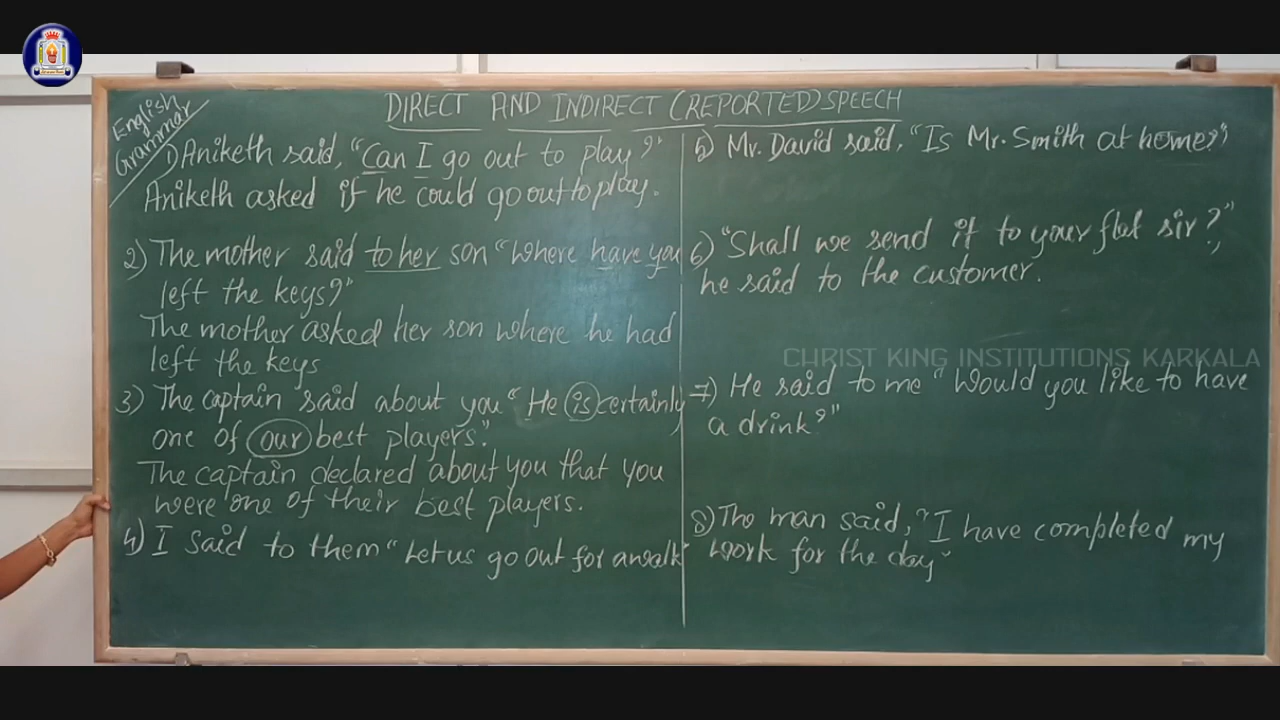 English
Grammar
DIRECT AND INDIRECT (REPORTED) SPEECH
1) Aniketh said, "Can I go out to play?"
Aniketh asked if he could go out to play.
2) The mother said to her son "Where have you
left the keys?"
The mother asked her son where he had
left the keys
3) The captain said about you "He is certainly
one of our best players."
The captain declared about you that you
were one of their best players.
4) I said to them "Let us go out for a walk"
5) Mr. David said, "Is Mr. Smith at home?"
6) "Shall we send it to your flat sir?",
he said to the customer.
CHRIST KING INSTITUTIONS KARKALA
7) He said to me "Would you like to have
a drink?"
8) The man said, "I have completed my
work for the day"